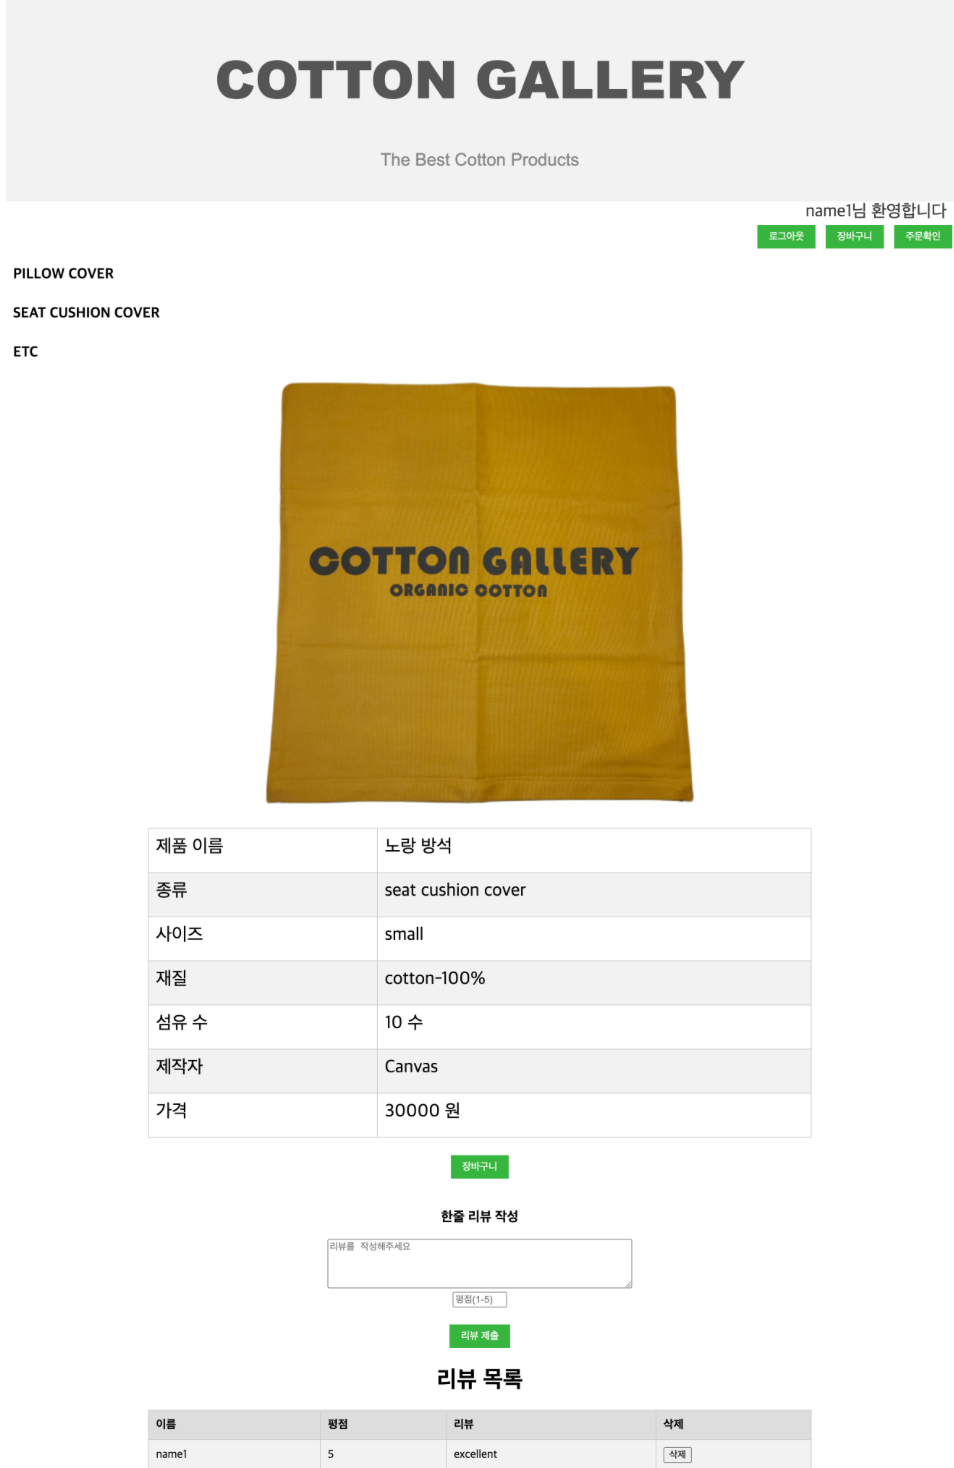 COTTON GALLERY
The Best Cotton Products
name1님 환영합니다
로그아웃 장바구니 주문확인
PILLOW COVER
SEAT CUSHION COVER
ETC
COTTON GALLERY
ORGANIC COTTON
제품 이름 노랑 방석
종류 seat cushion cover
사이즈 small
재질 cotton-100%
섬유 수 10 수
제작자 Canvas
가격 30000 원
장바구니
한줄 리뷰 작성
리뷰를 작성해주세요
평점(1-5)
리뷰 제출
리뷰 목록
이름 평점 리뷰 삭제
name1 5 excellent 삭제